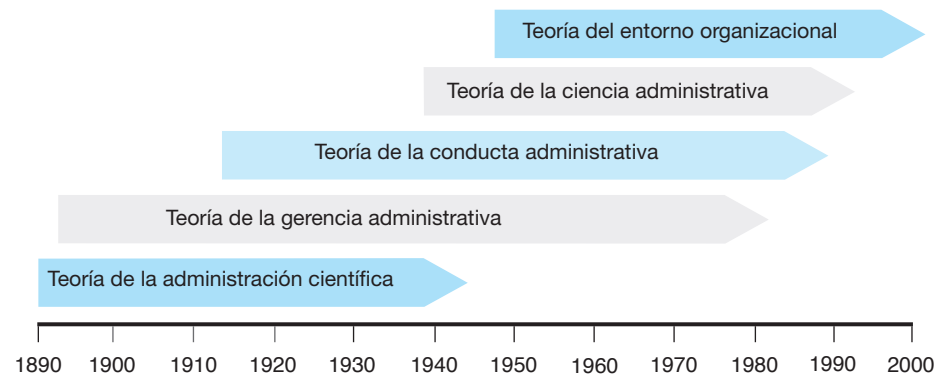 Teoría del entorno organizacional
Teoría de la ciencia administrativa
Teoría de la conducta administrativa
Teoría de la gerencia administrativa
Teoría de la administración científica
1890 1900 1910 1920 1930 1940 1950 1960 1970 1980 1990 2000